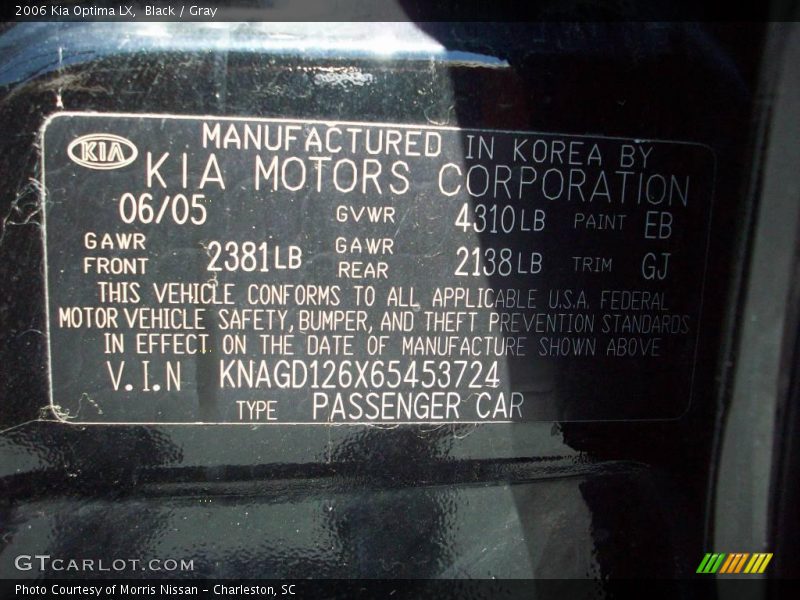 2006 Kia Optima LX, Black / Gray
KIA
MANUFACTURED IN KOREA BY
KIA MOTORS CORPORATION
06/05 GVWR 4310LB PAINT EB
GAWR FRONT 2381LB GAWR REAR 2138LB TRIM GJ
THIS VEHICLE CONFORMS TO ALL APPLICABLE U.S.A. FEDERAL
MOTOR VEHICLE SAFETY, BUMPER, AND THEFT PREVENTION STANDARDS
IN EFFECT ON THE DATE OF MANUFACTURE SHOWN ABOVE
V.I.N KNAGD126X65453724
TYPE PASSENGER CAR
GTCARLOT.COM
Photo Courtesy of Morris Nissan - Charleston, SC